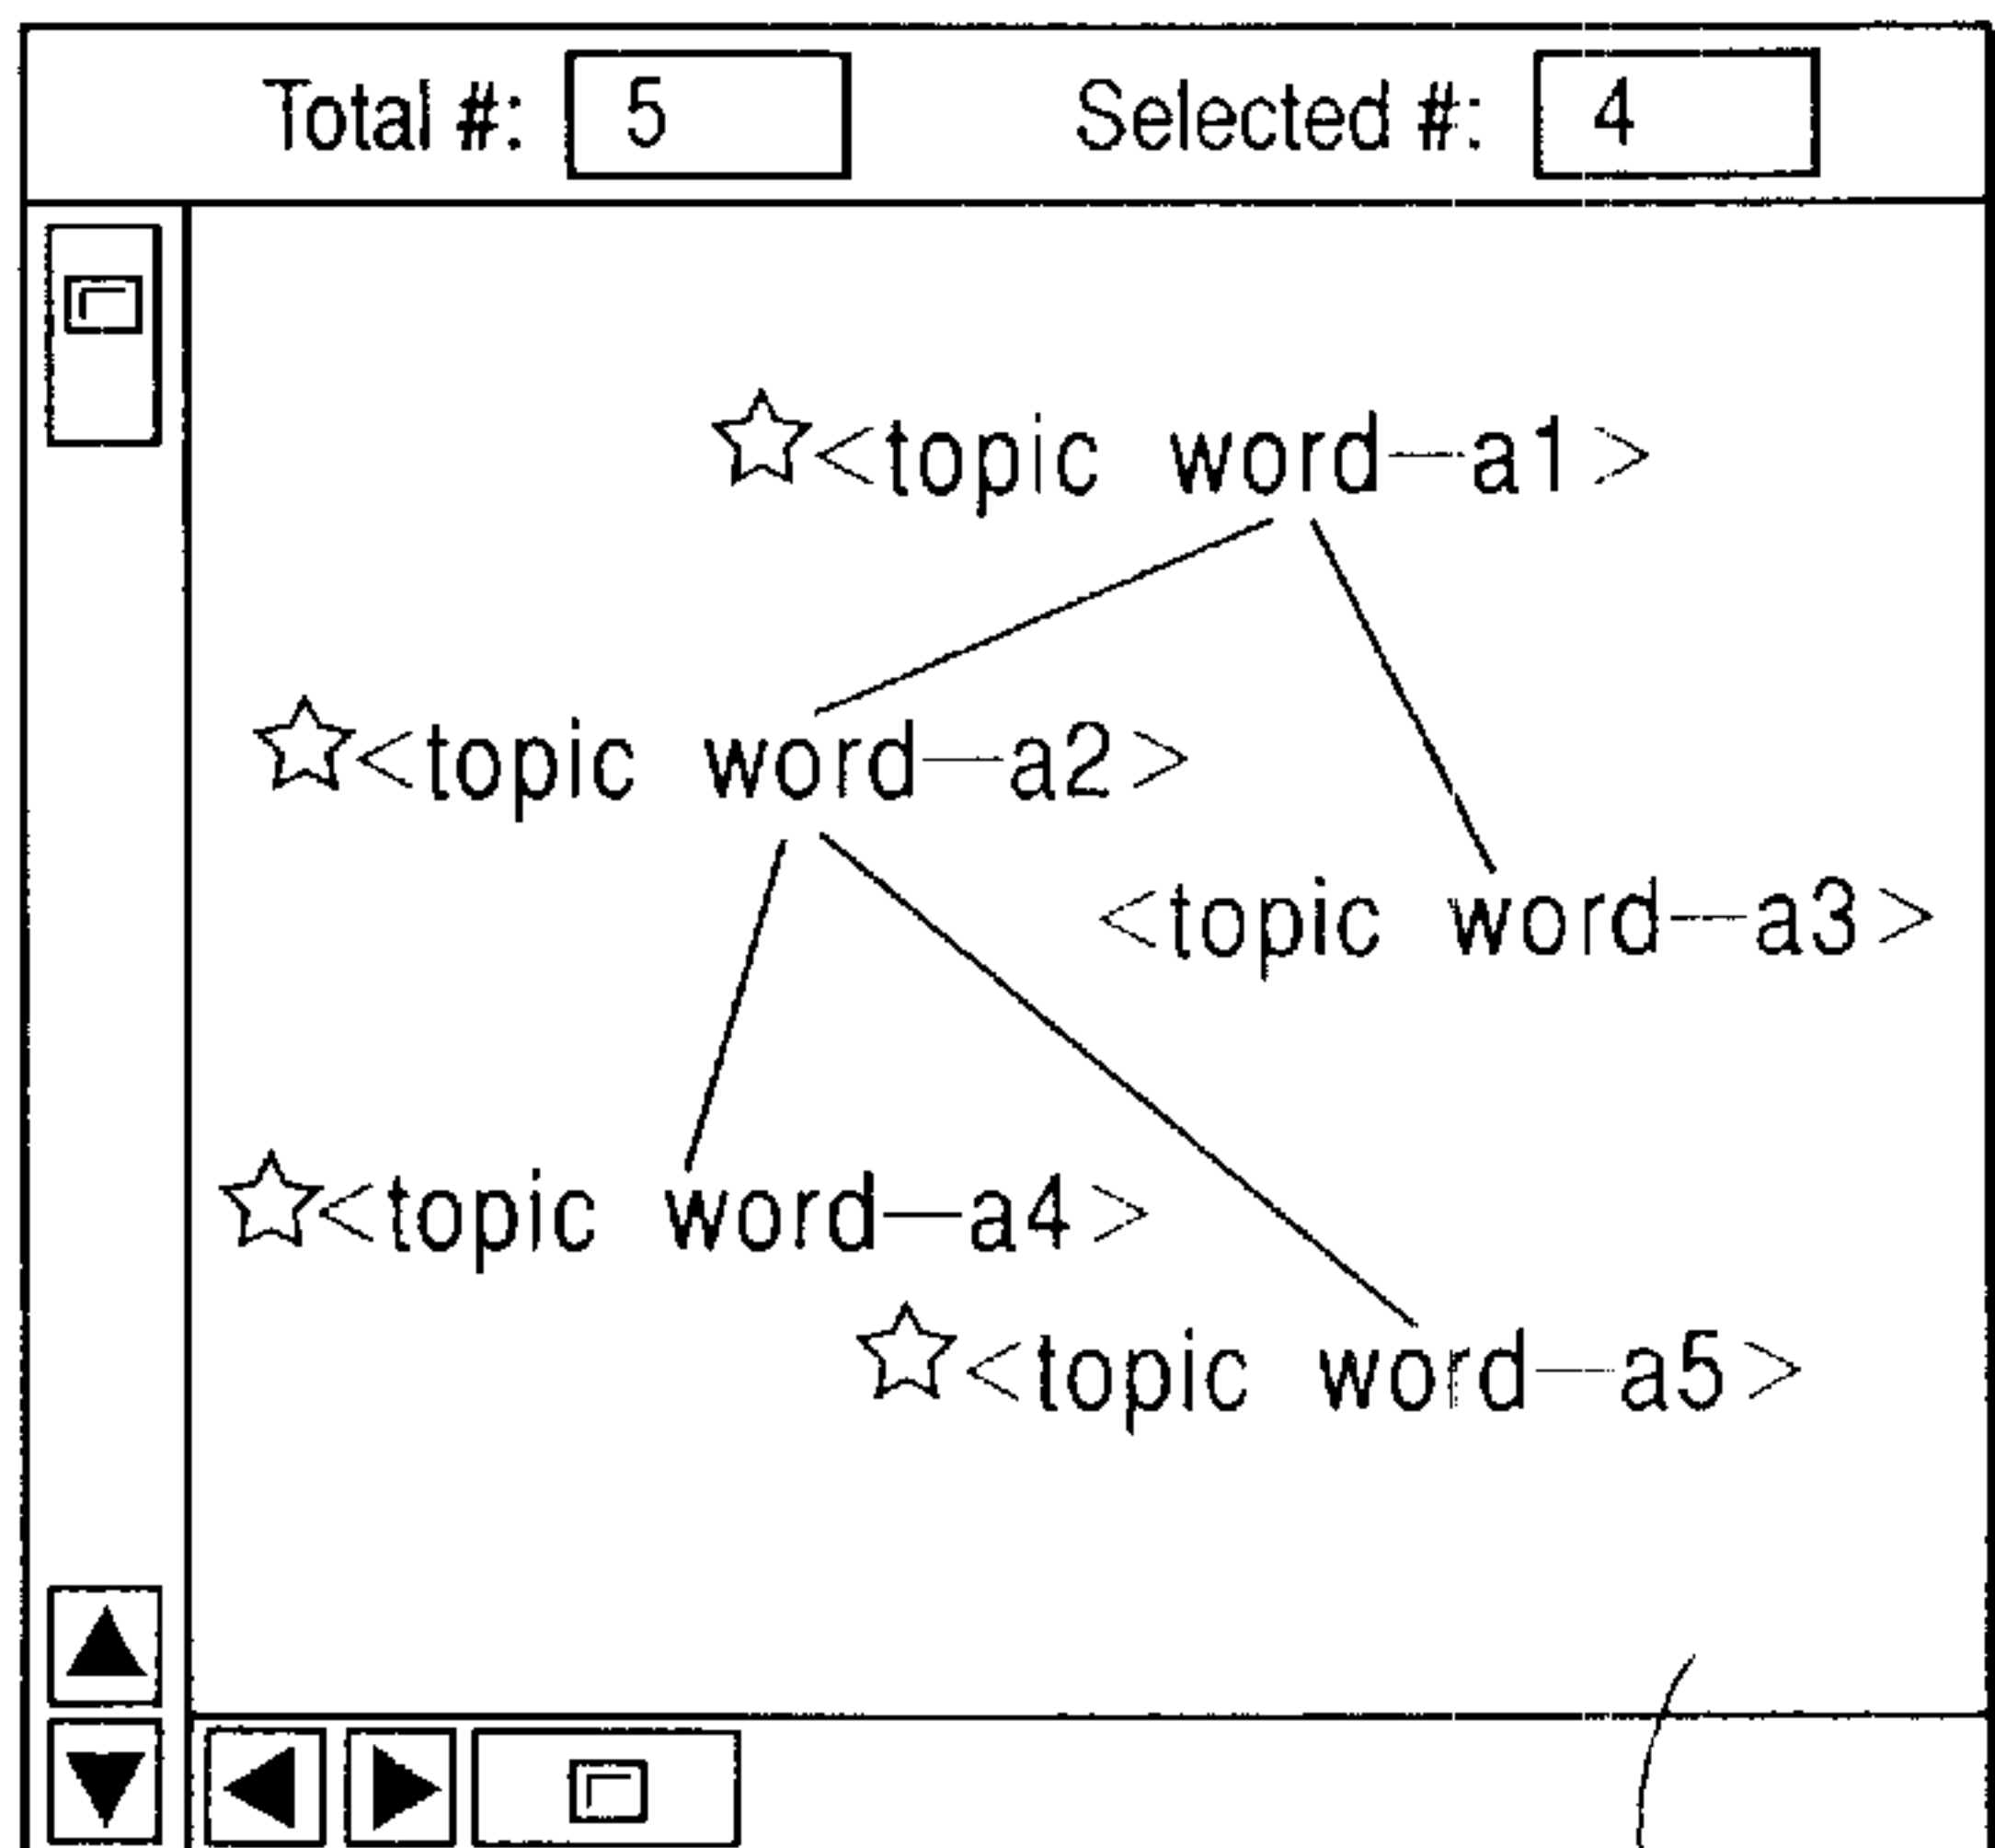 Total #: 5 Selected #: 4
☆<topic word—a1>
☆<topic word—a2>
<topic word—a3>
☆<topic word—a4>
☆<topic word—a5>